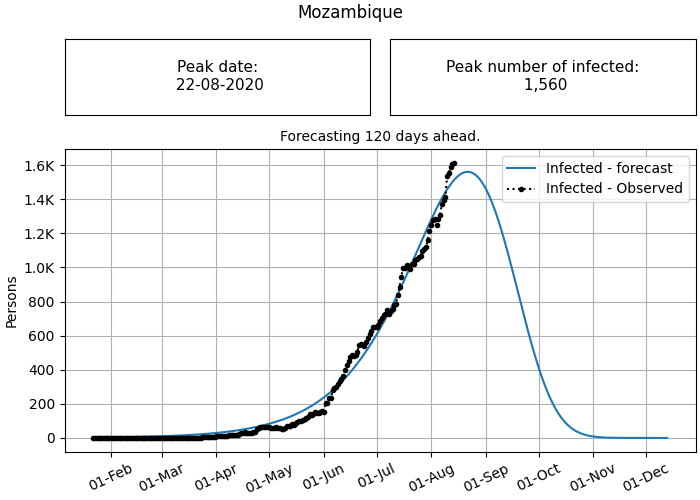 Mozambique
Peak date:
22-08-2020
Peak number of infected:
1,560
Forecasting 120 days ahead.
Infected - forecast
Infected - Observed
Persons
1.6K
1.4K
1.2K
1.0K
800
600
400
200
0
01-Feb
01-Mar
01-Apr
01-May
01-Jun
01-Jul
01-Aug
01-Sep
01-Oct
01-Nov
01-Dec